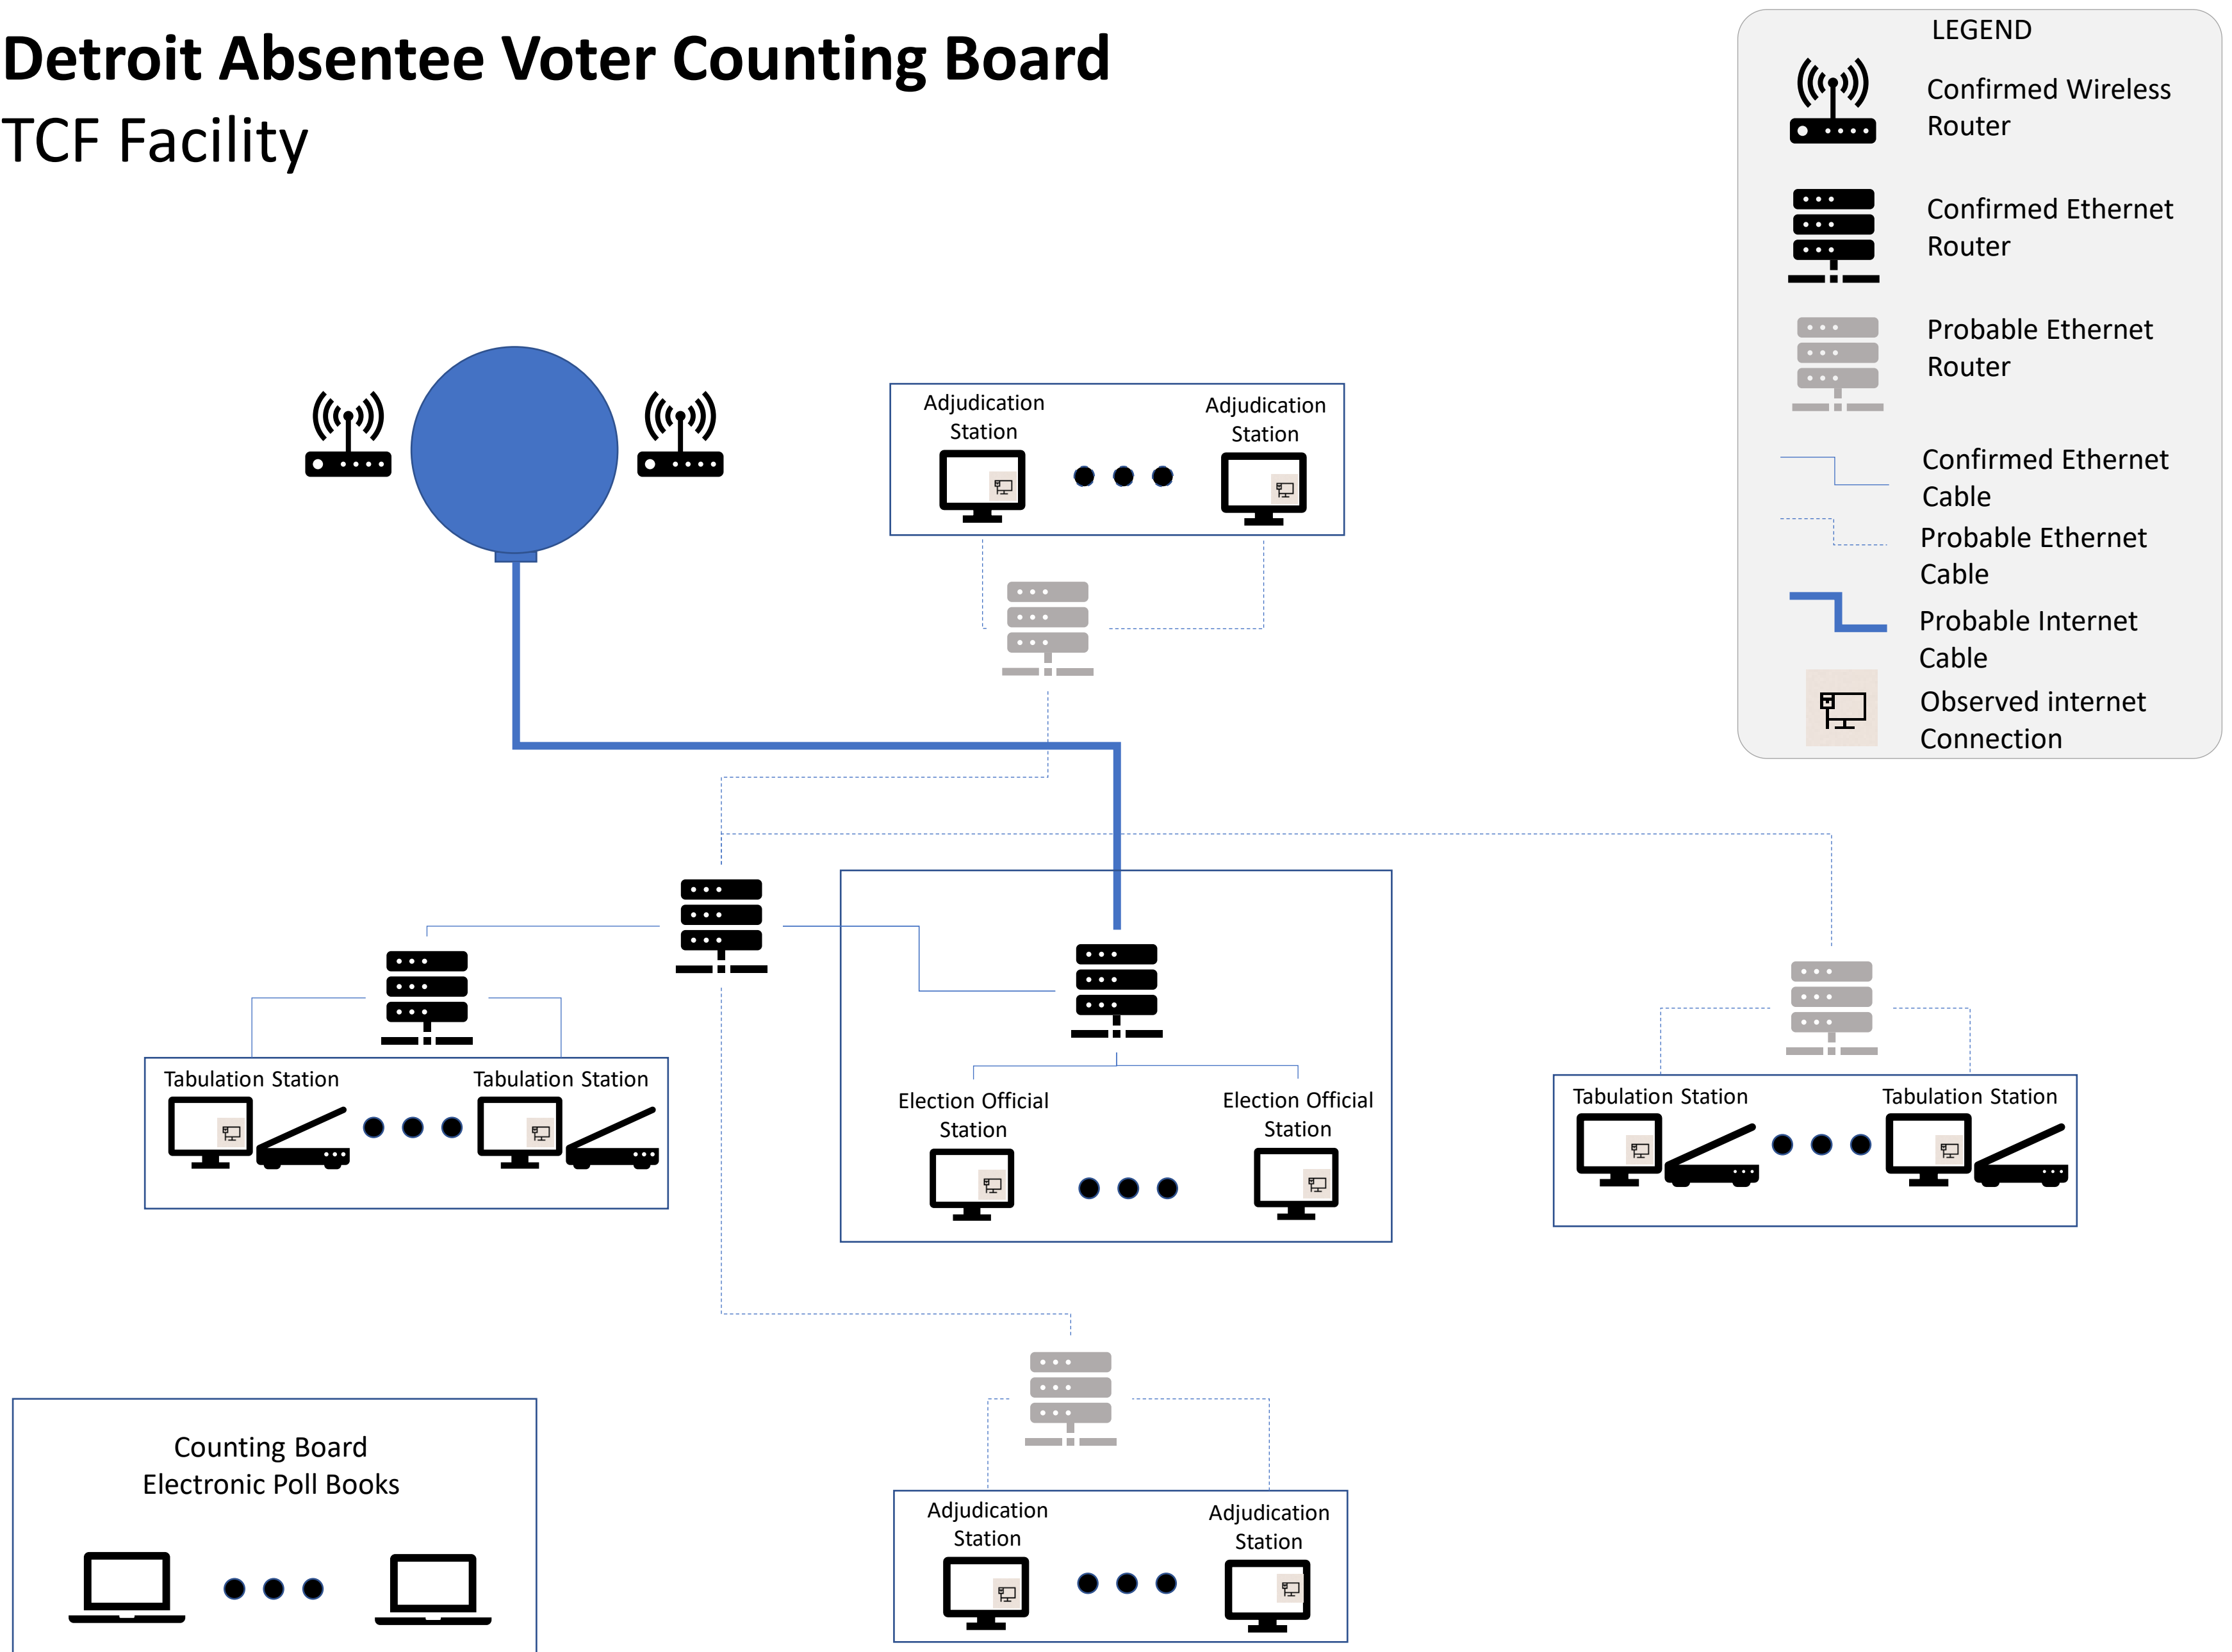 Detroit Absentee Voter Counting Board
TCF Facility
LEGEND
Confirmed Wireless
Router
Confirmed Ethernet
Router
Probable Ethernet
Router
Confirmed Ethernet
Cable
Probable Ethernet
Cable
Probable Internet
Cable
Observed internet
Connection
Adjudication
Station
Adjudication
Station
Tabulation Station
Tabulation Station
Election Official
Station
Election Official
Station
Tabulation Station
Tabulation Station
Counting Board
Electronic Poll Books
Adjudication
Station
Adjudication
Station